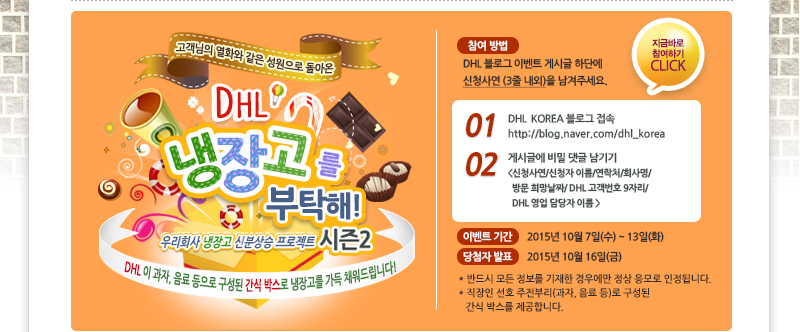 고객님의 열화와 같은 성원으로 돌아온
DHL
냉장고를
부탁해!
우리회사 냉장고 신분상승 프로젝트 시즌2
DHL 이 과자, 음료 등으로 구성된 간식 박스로 냉장고를 가득 채워드립니다!
참여 방법
DHL 블로그 이벤트 게시글 하단에
신청사연 (3줄 내외)을 남겨주세요.
지금바로
참여하기
CLICK
01 DHL KOREA 블로그 접속
http://blog.naver.com/dhl_korea
02 게시글에 비밀 댓글 남기기
<신청사연/신청자 이름/연락처/회사명/
방문 희망날짜/ DHL 고객번호 9자리/
DHL 영업 담당자 이름 >
이벤트 기간 2015년 10월 7일(수) ~ 13일(화)
당첨자 발표 2015년 10월 16일(금)
* 반드시 모든 정보를 기재한 경우에만 정상 응모로 인정됩니다.
* 직장인 선호 주전부리(과자, 음료 등)로 구성된
간식 박스를 제공합니다.